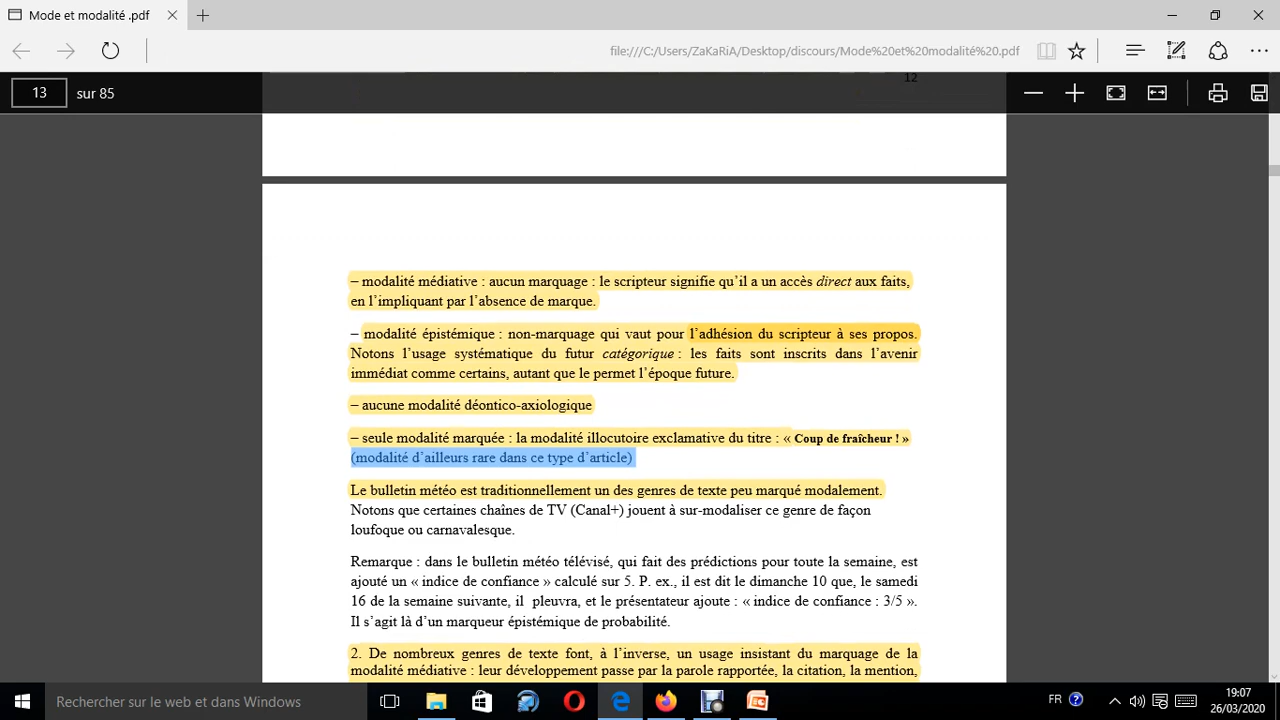 Mode et modalité .pdf
file:///C:/Users/ZaKaRiA/Desktop/discours/Mode%20et%20modalité%20.pdf
13 sur 85
12
– modalité médiative : aucun marquage : le scripteur signifie qu’il a un accès direct aux faits,
en l’impliquant par l’absence de marque.
– modalité épistémique : non-marquage qui vaut pour l’adhésion du scripteur à ses propos.
Notons l’usage systématique du futur catégorique : les faits sont inscrits dans l’avenir
immédiat comme certains, autant que le permet l’époque future.
– aucune modalité déontico-axiologique
– seule modalité marquée : la modalité illocutoire exclamative du titre : « Coup de fraîcheur ! »
(modalité d’ailleurs rare dans ce type d’article)
Le bulletin météo est traditionnellement un des genres de texte peu marqué modalement.
Notons que certaines chaînes de TV (Canal+) jouent à sur-modaliser ce genre de façon
loufoque ou carnavalesque.
Remarque : dans le bulletin météo télévisé, qui fait des prédictions pour toute la semaine, est
ajouté un « indice de confiance » calculé sur 5. P. ex., il est dit le dimanche 10 que, le samedi
16 de la semaine suivante, il pleuvra, et le présentateur ajoute : « indice de confiance : 3/5 ».
Il s’agit là d’un marqueur épistémique de probabilité.
2. De nombreux genres de texte font, à l’inverse, un usage insistant du marquage de la
modalité médiative : leur développement passe par la parole rapportée, la citation, la mention,
Rechercher sur le web et dans Windows
FR
19:07
26/03/2020